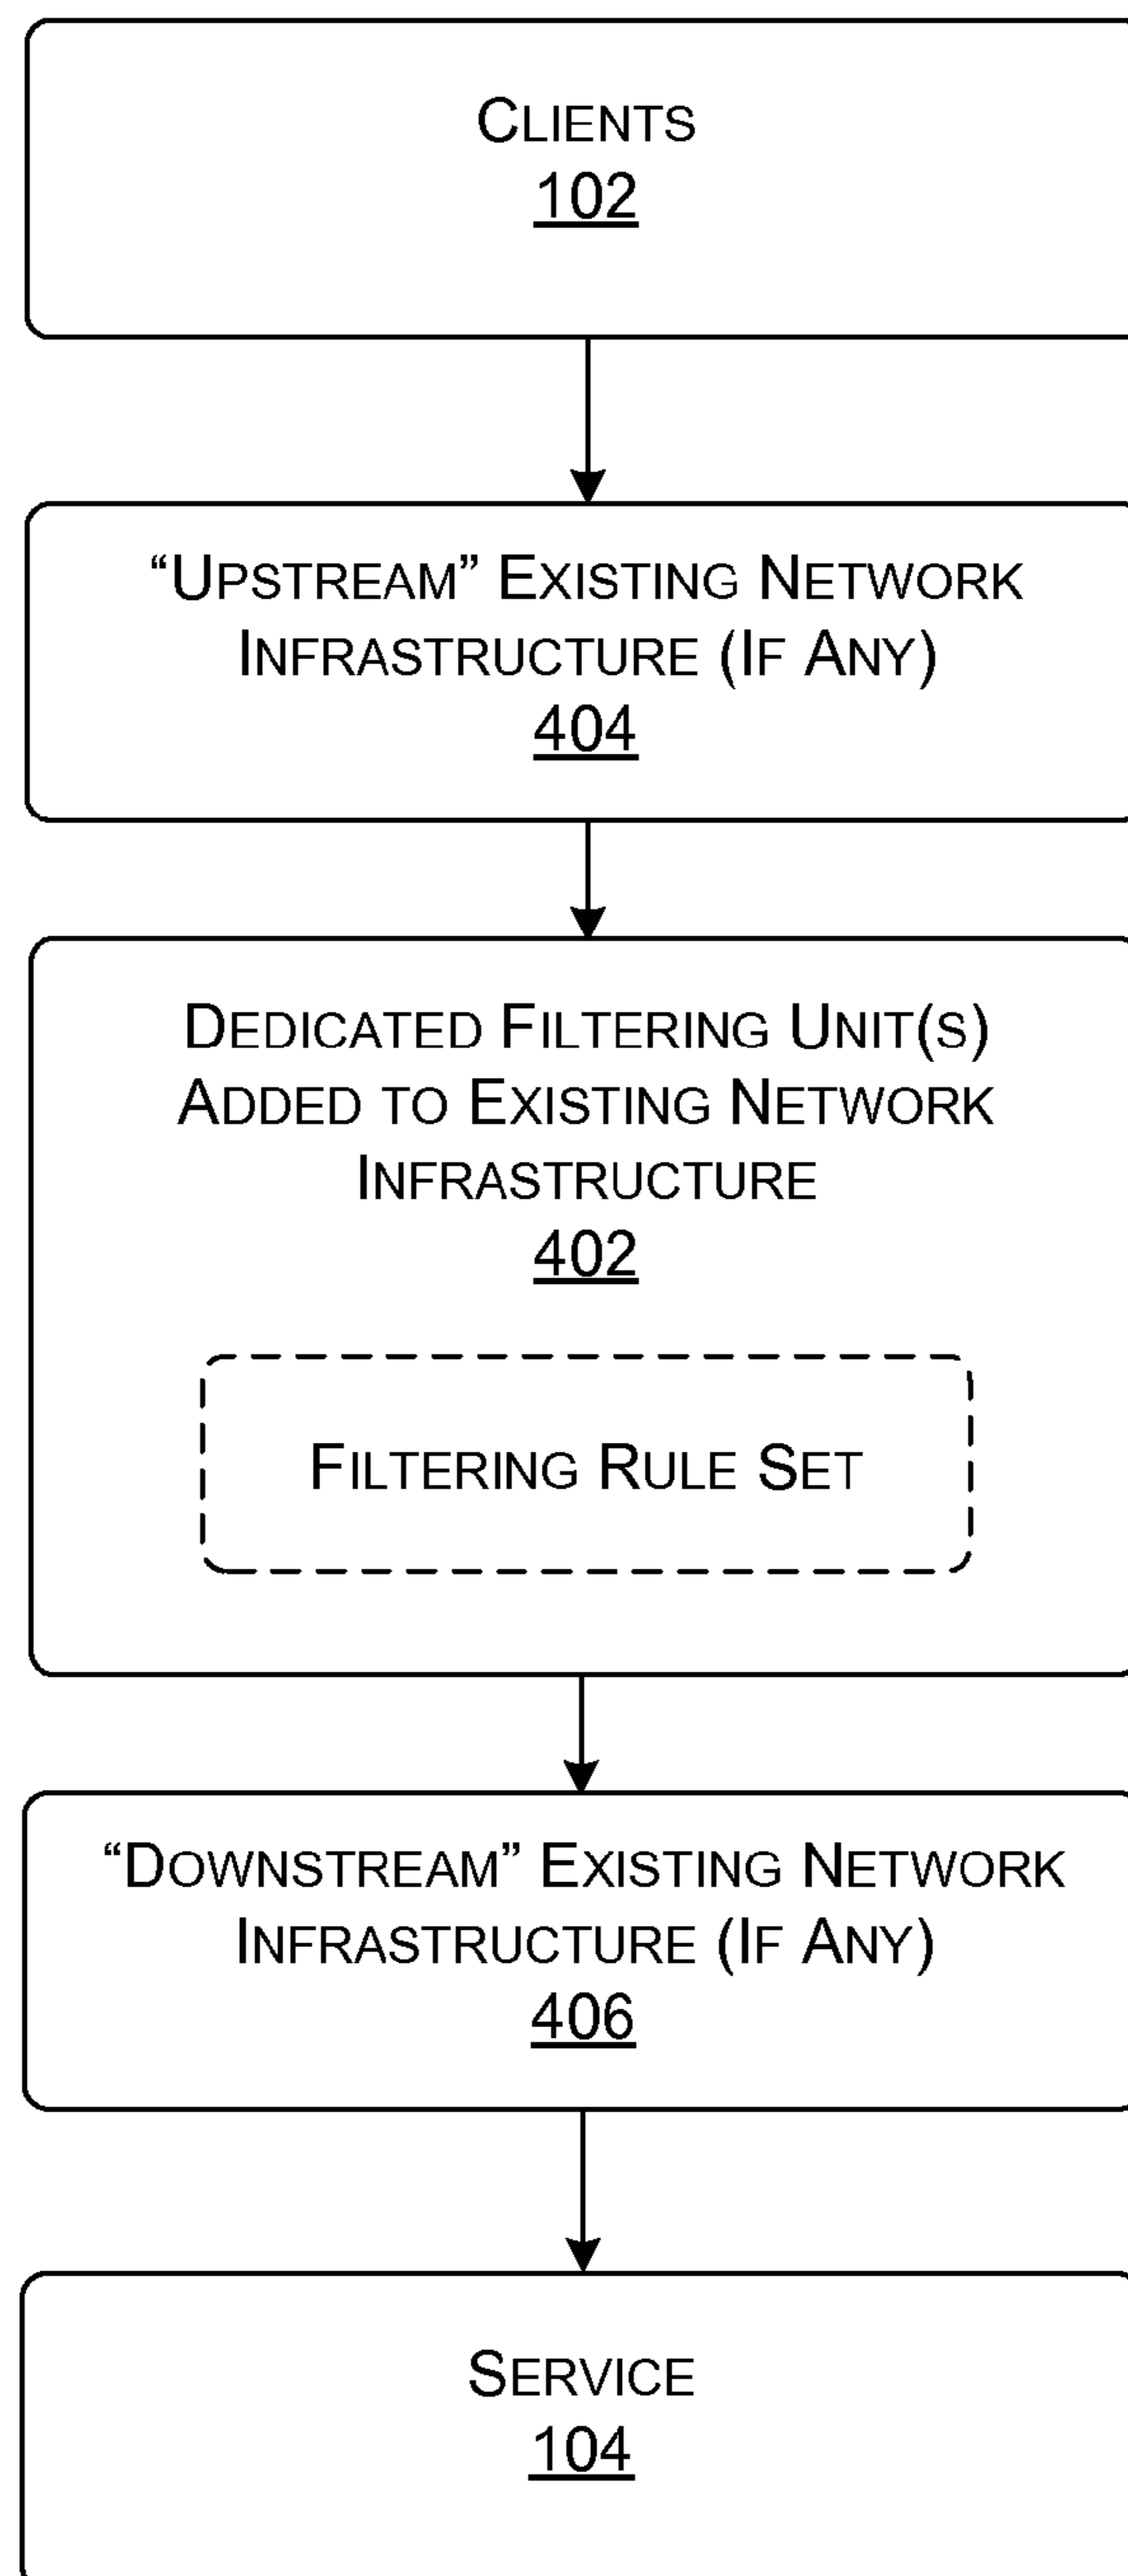 CLIENTS
102
“UPSTREAM” EXISTING NETWORK
INFRASTRUCTURE (IF ANY)
404
DEDICATED FILTERING UNIT(S)
ADDED TO EXISTING NETWORK
INFRASTRUCTURE
402
FILTERING RULE SET
“DOWNSTREAM” EXISTING NETWORK
INFRASTRUCTURE (IF ANY)
406
SERVICE
104